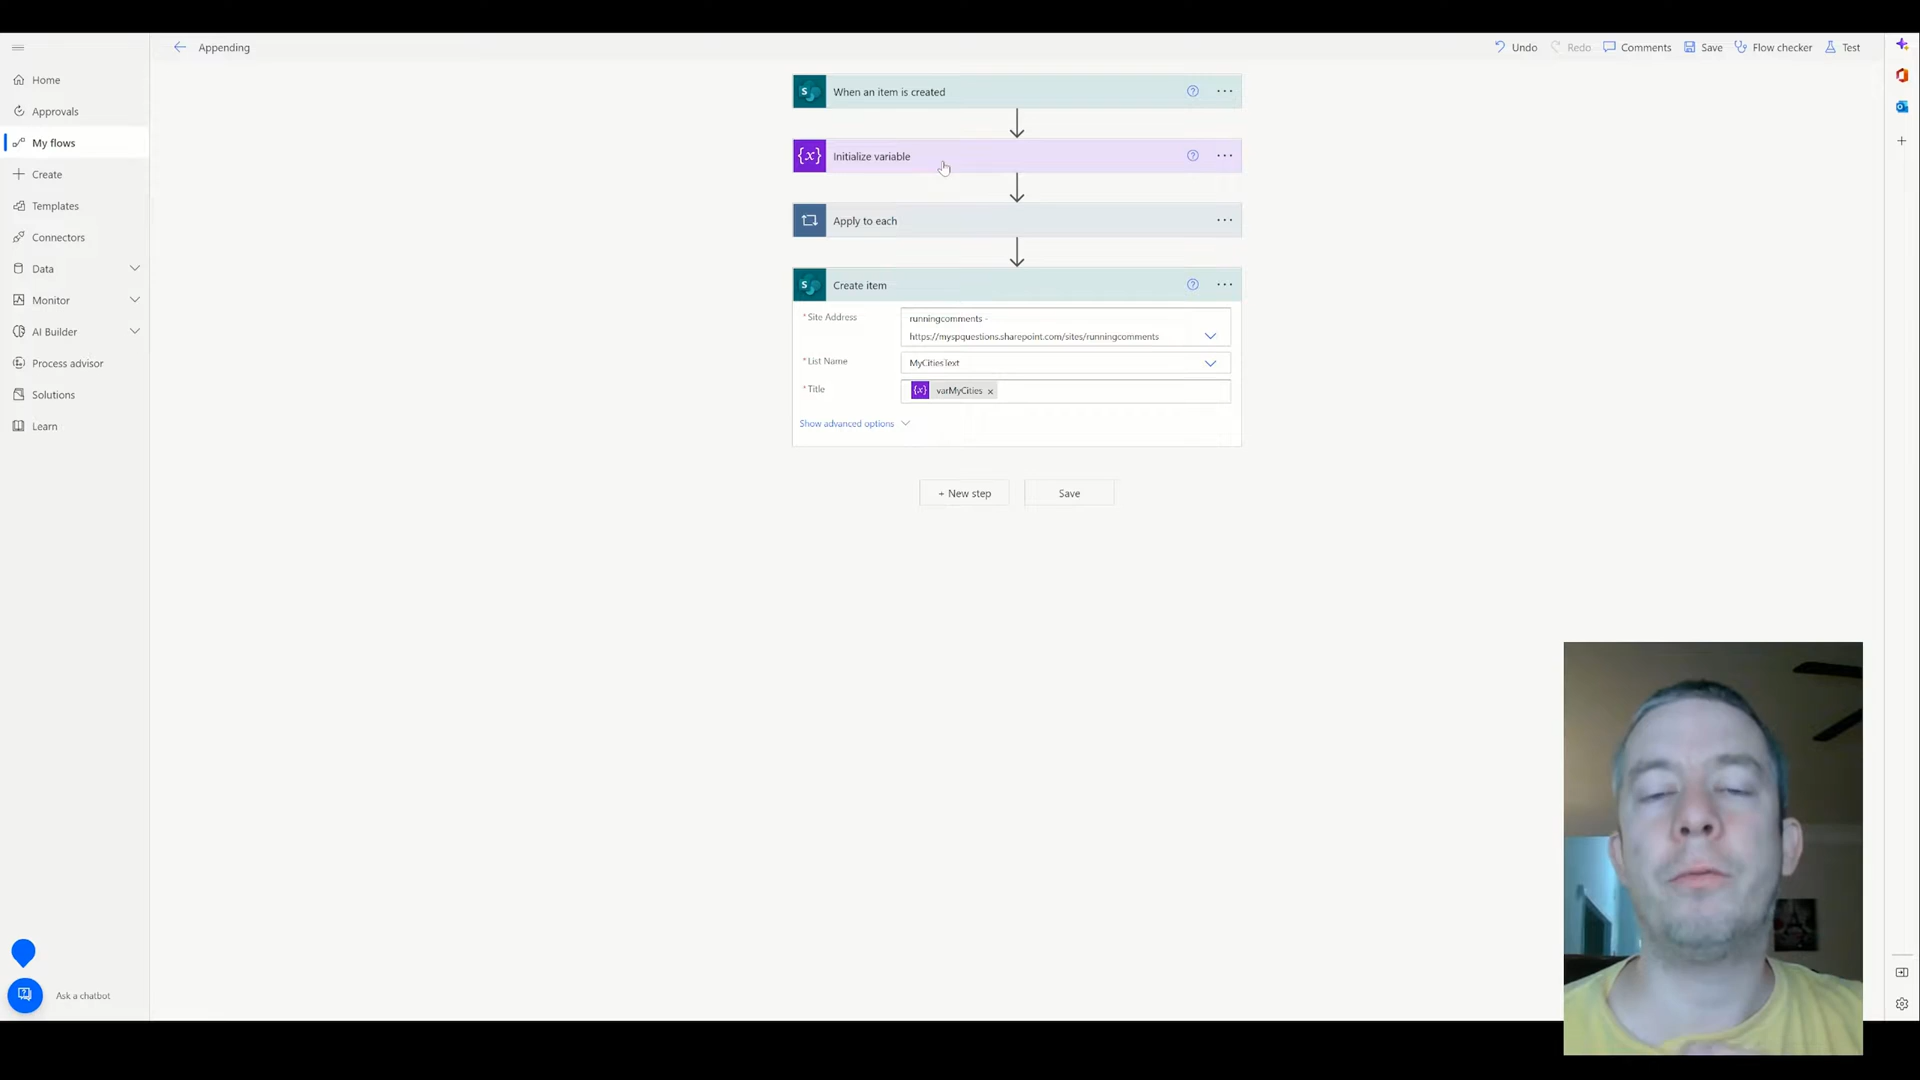 Appending
Undo
Redo
Comments
Save
Flow checker
Test
Home
Approvals
My flows
Create
Templates
Connectors
Data
Monitor
AI Builder
Process advisor
Solutions
Learn
When an item is created
{x} Initialize variable
Apply to each
Create item
* Site Address
runningcomments -
https://myspquestions.sharepoint.com/sites/runningcomments
* List Name
MyCitiesText
* Title
{x} varMyCities ×
Show advanced options
+ New step
Save
Ask a chatbot